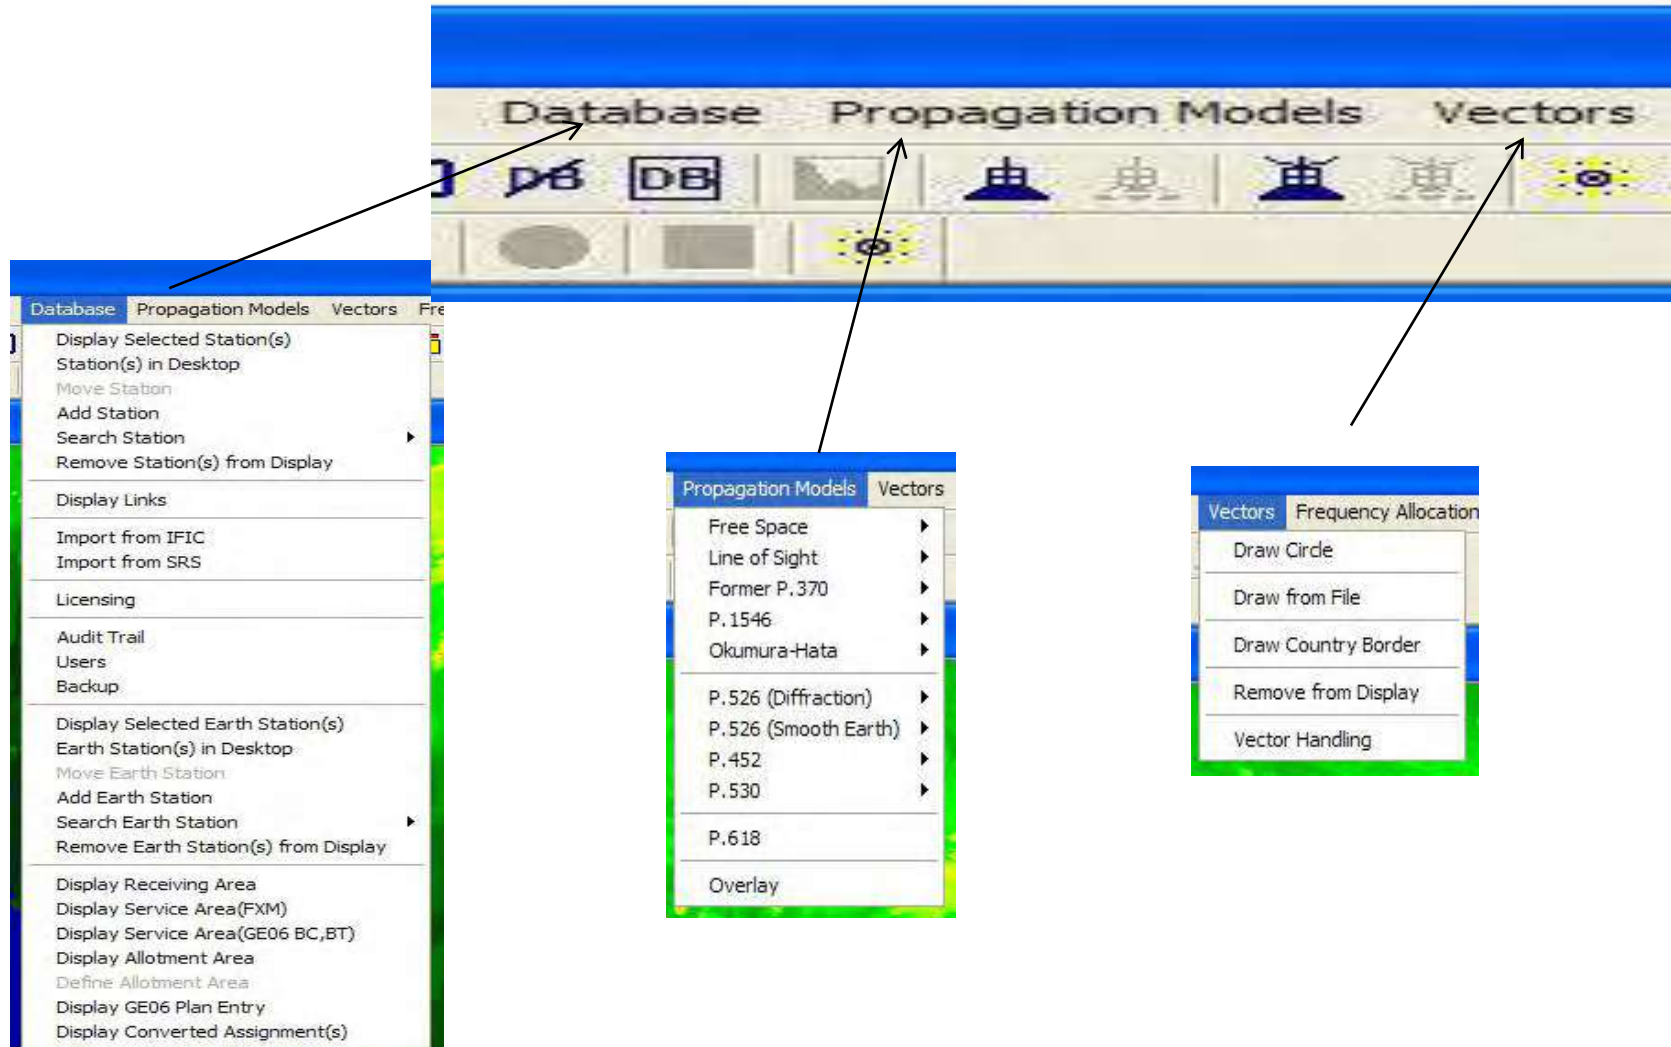 Database Propagation Models Vectors
DB DB
Database Propagation Models Vectors Fre
Display Selected Station(s)
Station(s) in Desktop
Move Station
Add Station
Search Station
Remove Station(s) from Display
Display Links
Import from IFIC
Import from SRS
Licensing
Audit Trail
Users
Backup
Display Selected Earth Station(s)
Earth Station(s) in Desktop
Move Earth Station
Add Earth Station
Search Earth Station
Remove Earth Station(s) from Display
Display Receiving Area
Display Service Area(FXM)
Display Service Area(GE06 BC,BT)
Display Allotment Area
Define Allotment Area
Display GE06 Plan Entry
Display Converted Assignment(s)
Propagation Models Vectors
Free Space
Line of Sight
Former P.370
P.1546
Okumura-Hata
P.526 (Diffraction)
P.526 (Smooth Earth)
P.452
P.530
P.618
Overlay
Vectors Frequency Allocation
Draw Circle
Draw from File
Draw Country Border
Remove from Display
Vector Handling